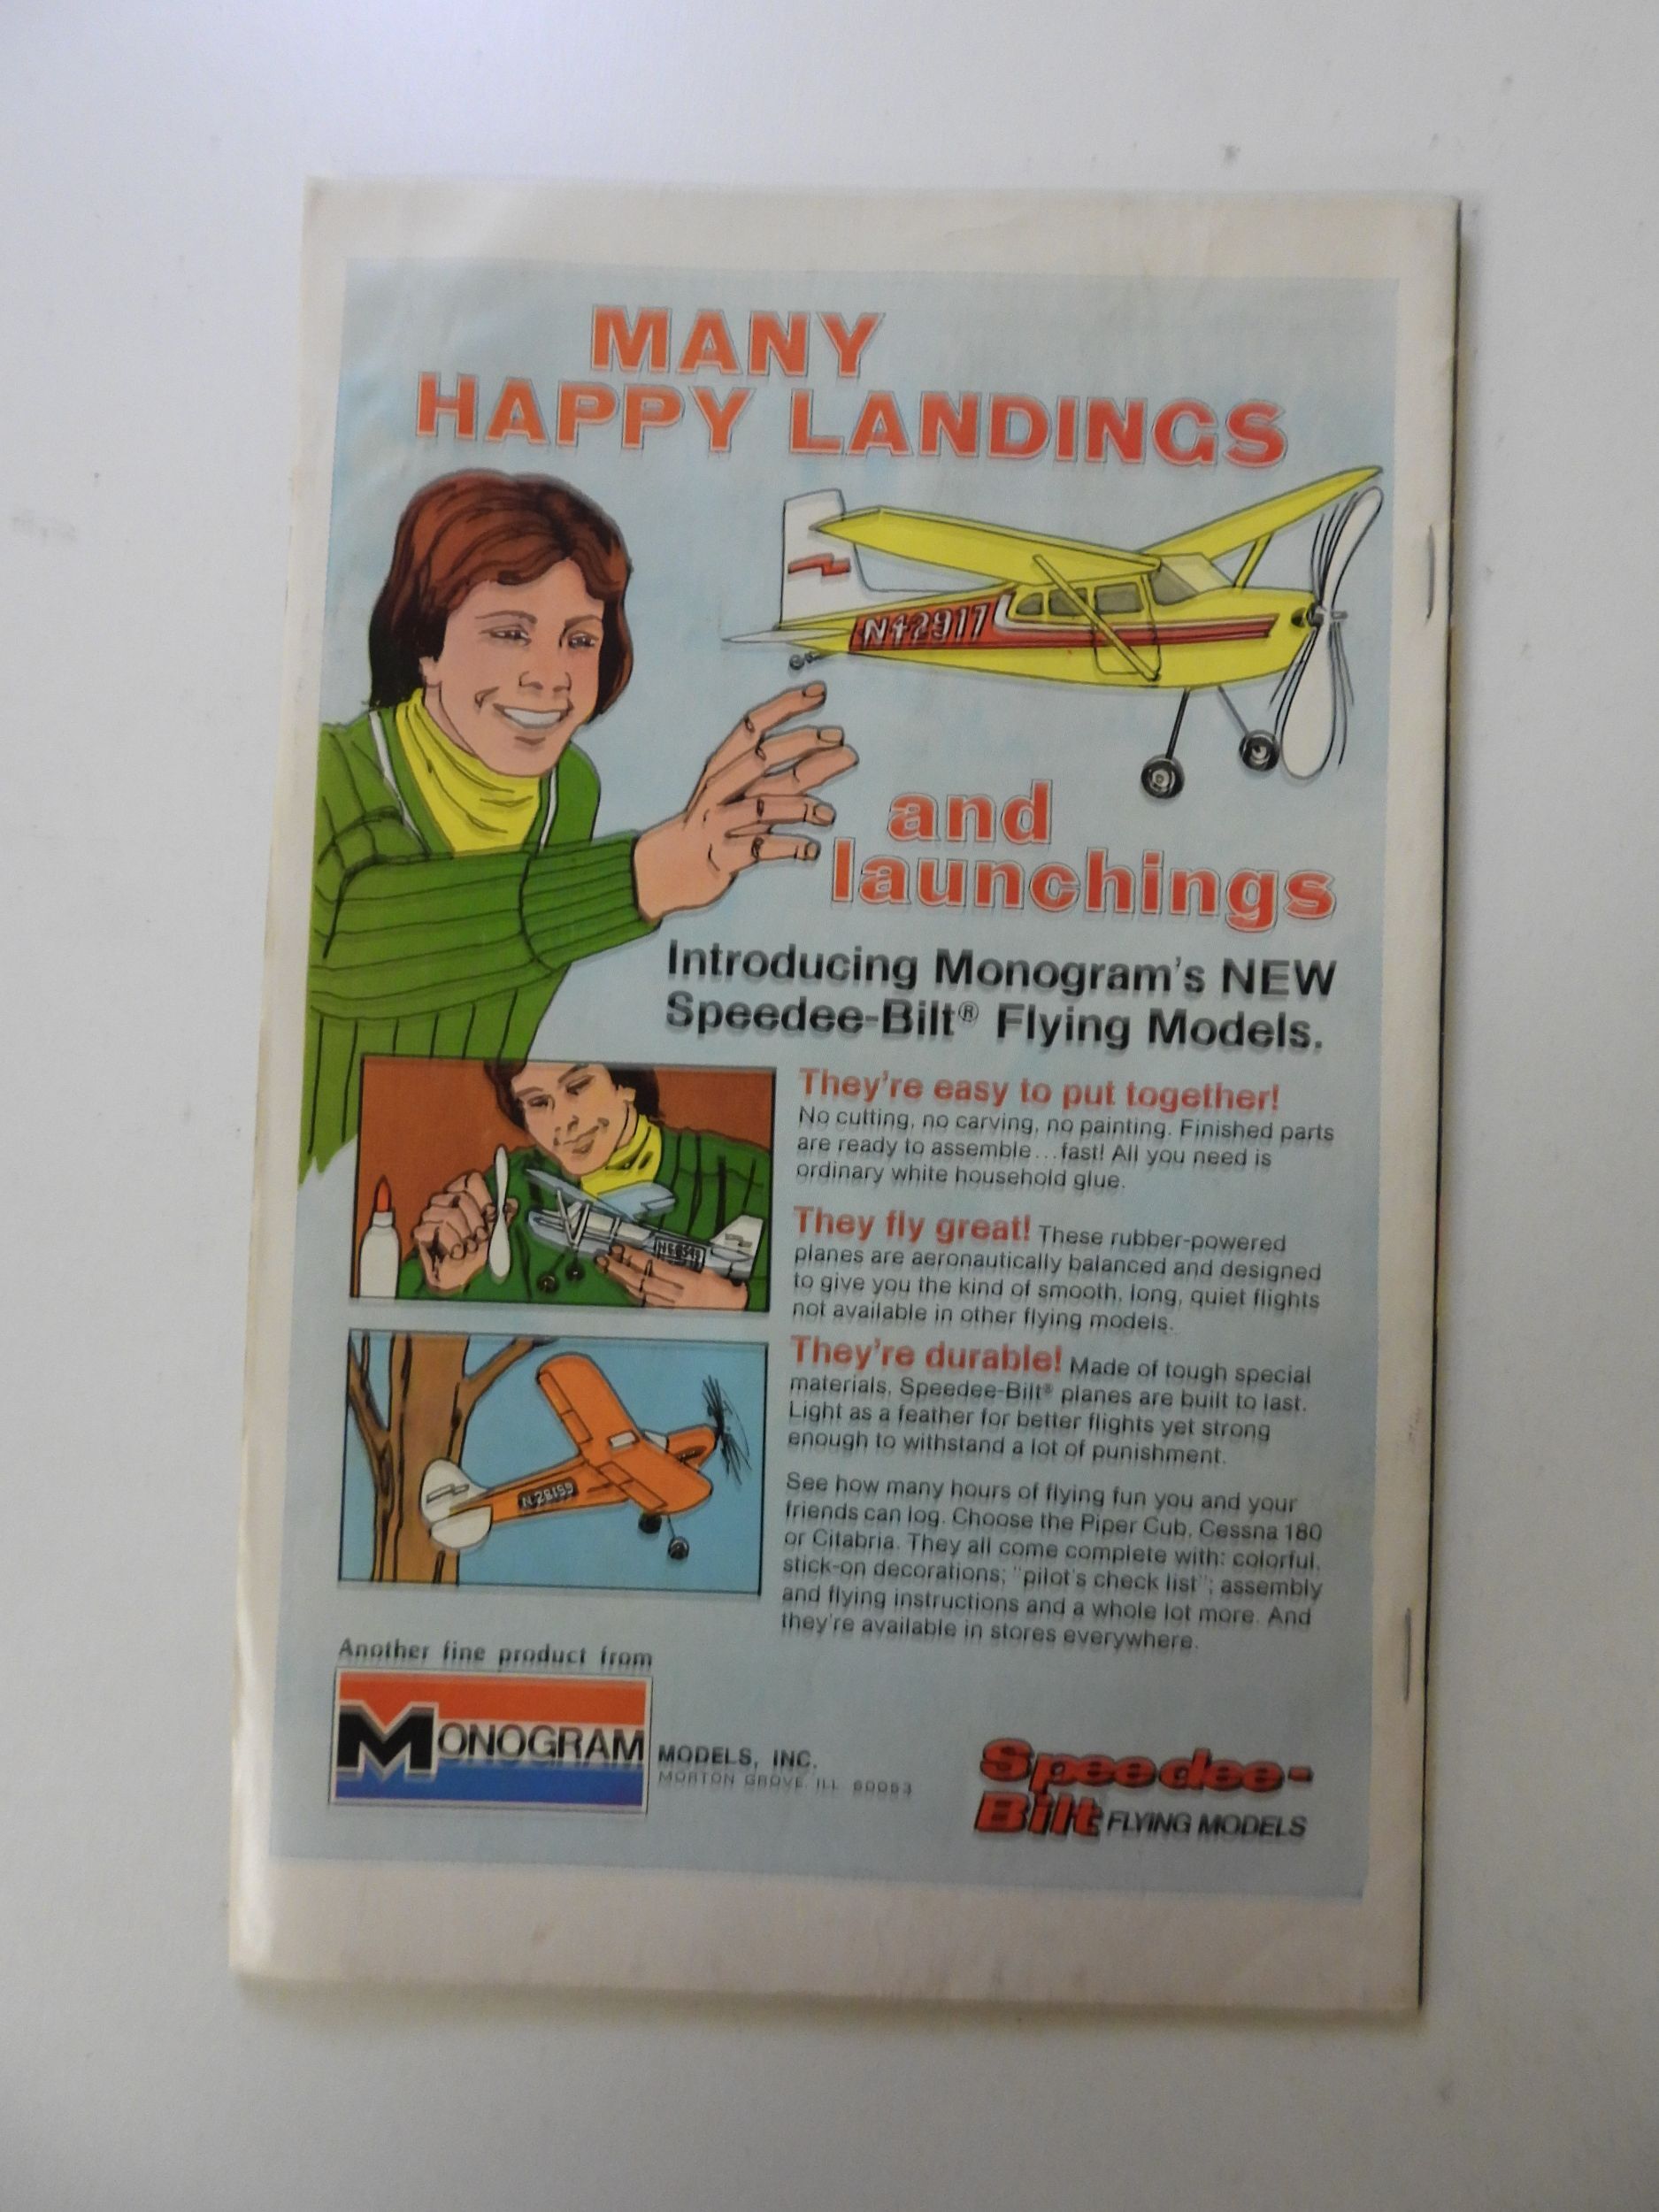 MANY
HAPPY LANDINGS
N42917
and
launchings
Introducing Monogram's NEW
Speedee-Bilt® Flying Models.
They're easy to put together!
No cutting, no carving, no painting. Finished parts
are ready to assemble...fast! All you need is
ordinary white household glue.
They fly great! These rubber-powered
planes are aeronautically balanced and designed
to give you the kind of smooth, long, quiet flights
not available in other flying models.
They're durable! Made of tough special
materials, Speedee-Bilt® planes are built to last.
Light as a feather for better flights yet strong
enough to withstand a lot of punishment.
See how many hours of flying fun you and your
friends can log. Choose the Piper Cub, Cessna 180
or Citabria. They all come complete with: colorful,
stick-on decorations; "pilot's check list"; assembly
and flying instructions and a whole lot more. And
they're available in stores everywhere.
Another fine product from
MONOGRAM
MODELS, INC.
MORTON GROVE, ILL 60053
Speedee-
Bilt FLYING MODELS